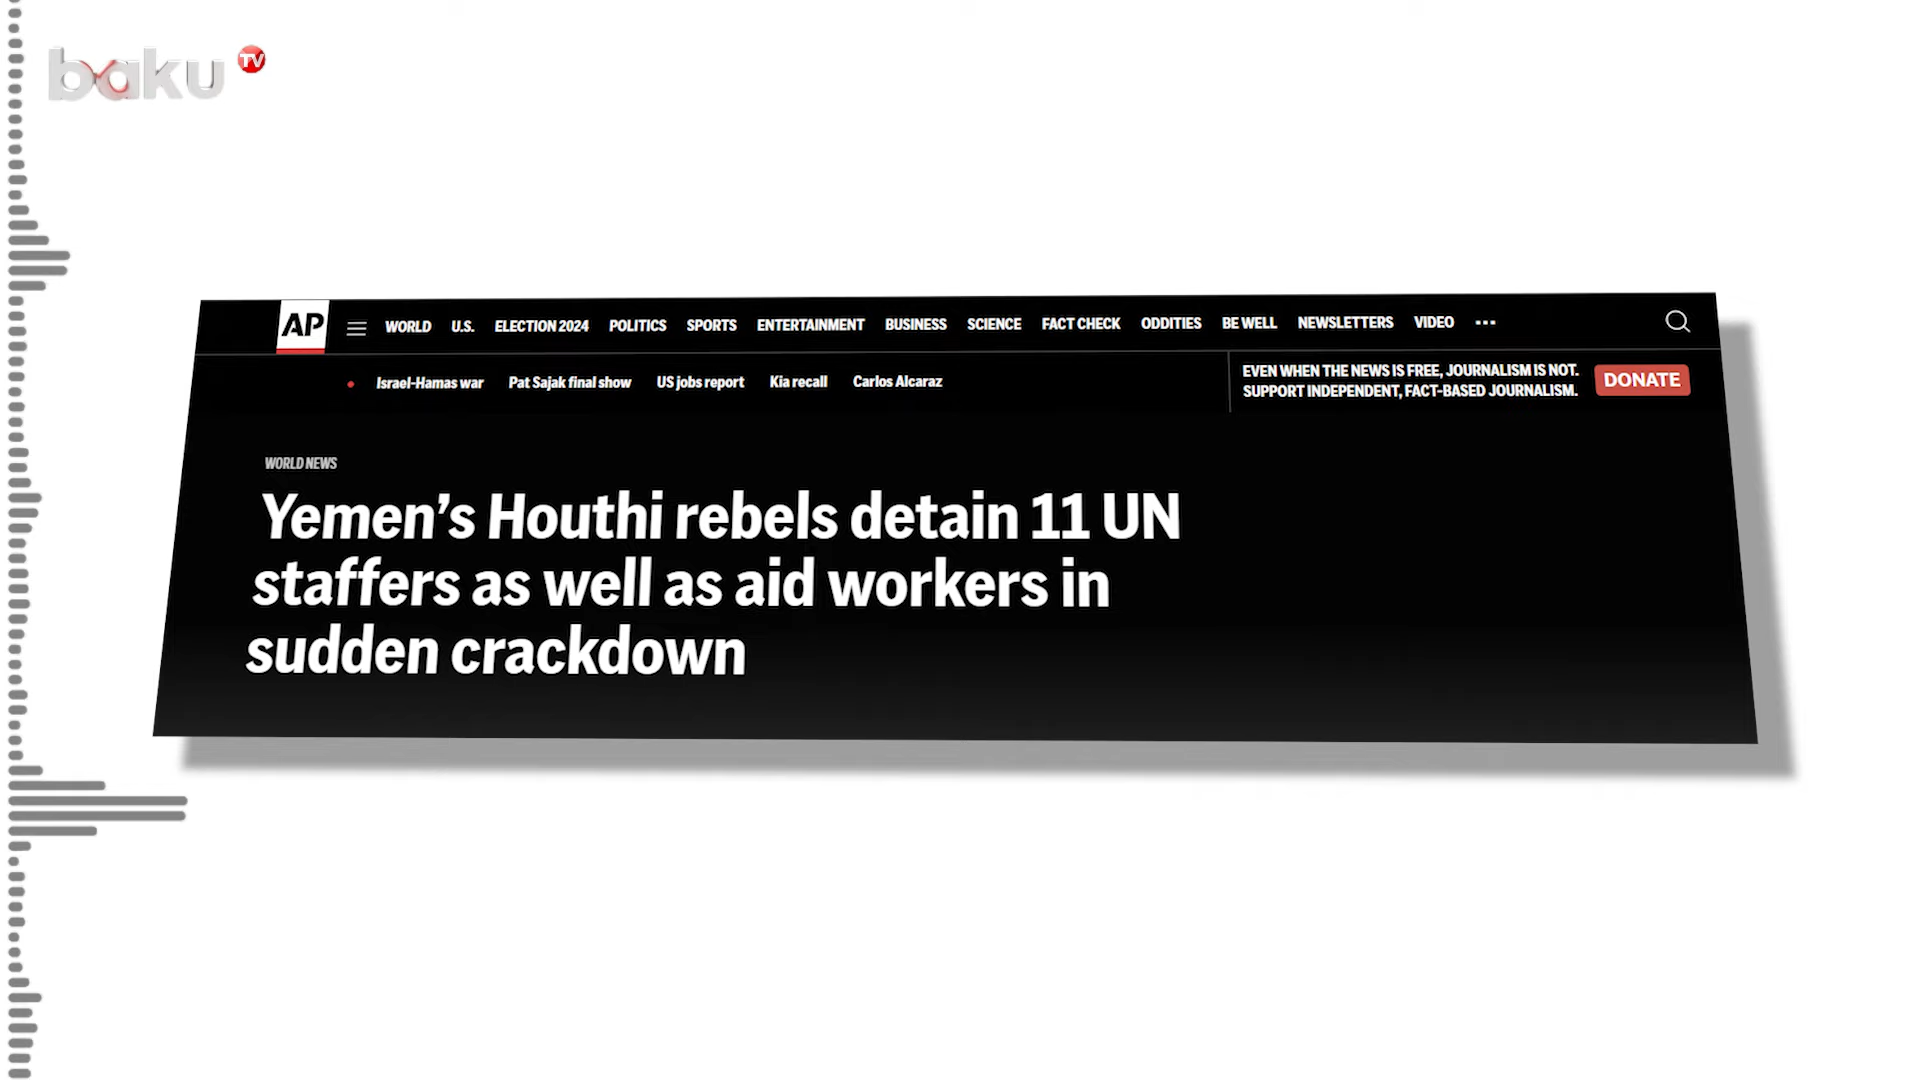 baku TV
AP WORLD U.S. ELECTION 2024 POLITICS SPORTS ENTERTAINMENT BUSINESS SCIENCE FACT CHECK ODDITIES BE WELL NEWSLETTERS VIDEO ...
Israel-Hamas war Pat Sajak final show US jobs report Kia recall Carlos Alcaraz
EVEN WHEN THE NEWS IS FREE, JOURNALISM IS NOT.
SUPPORT INDEPENDENT, FACT-BASED JOURNALISM.
DONATE
WORLD NEWS
Yemen’s Houthi rebels detain 11 UN
staffers as well as aid workers in
sudden crackdown